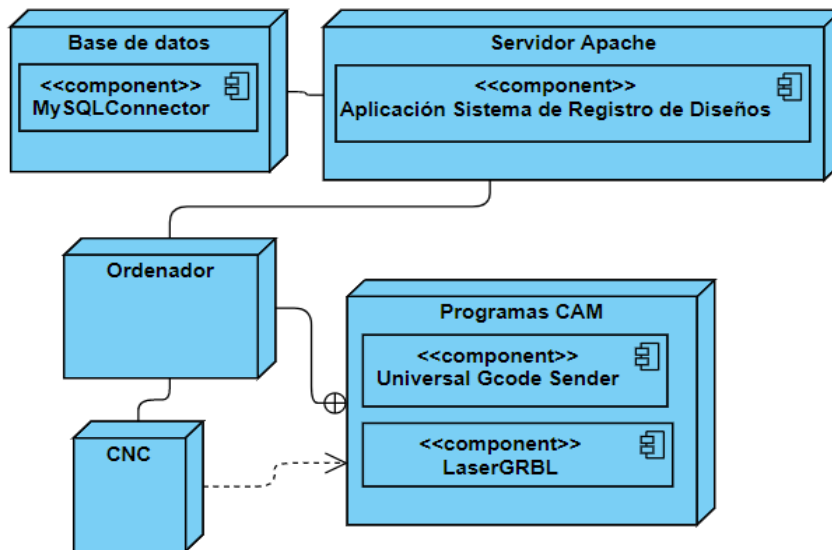 Base de datos
<<component>>
MySQLConnector
Servidor Apache
<<component>>
Aplicación Sistema de Registro de Diseños
Ordenador
Programas CAM
<<component>>
Universal Gcode Sender
<<component>>
LaserGRBL
CNC